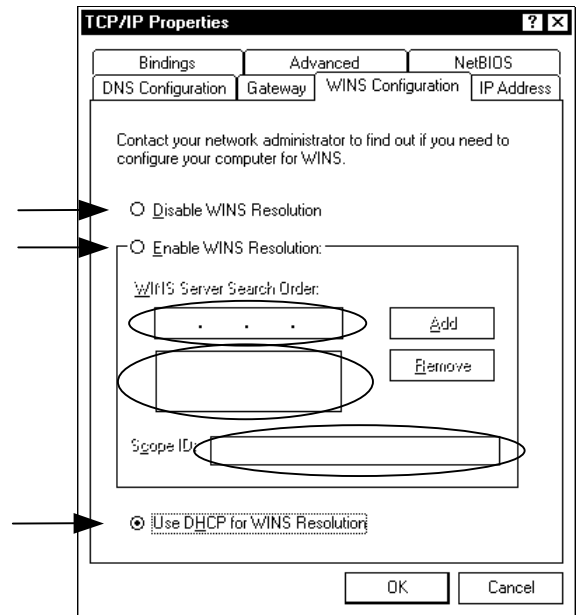 TCP/IP Properties ? ×
Bindings Advanced NetBIOS
DNS Configuration Gateway WINS Configuration IP Address
Contact your network administrator to find out if you need to
configure your computer for WINS.
Disable WINS Resolution
Enable WINS Resolution:
WINS Server Search Order:
. . .
Add
Remove
Scope ID:
Use DHCP for WINS Resolution
OK Cancel